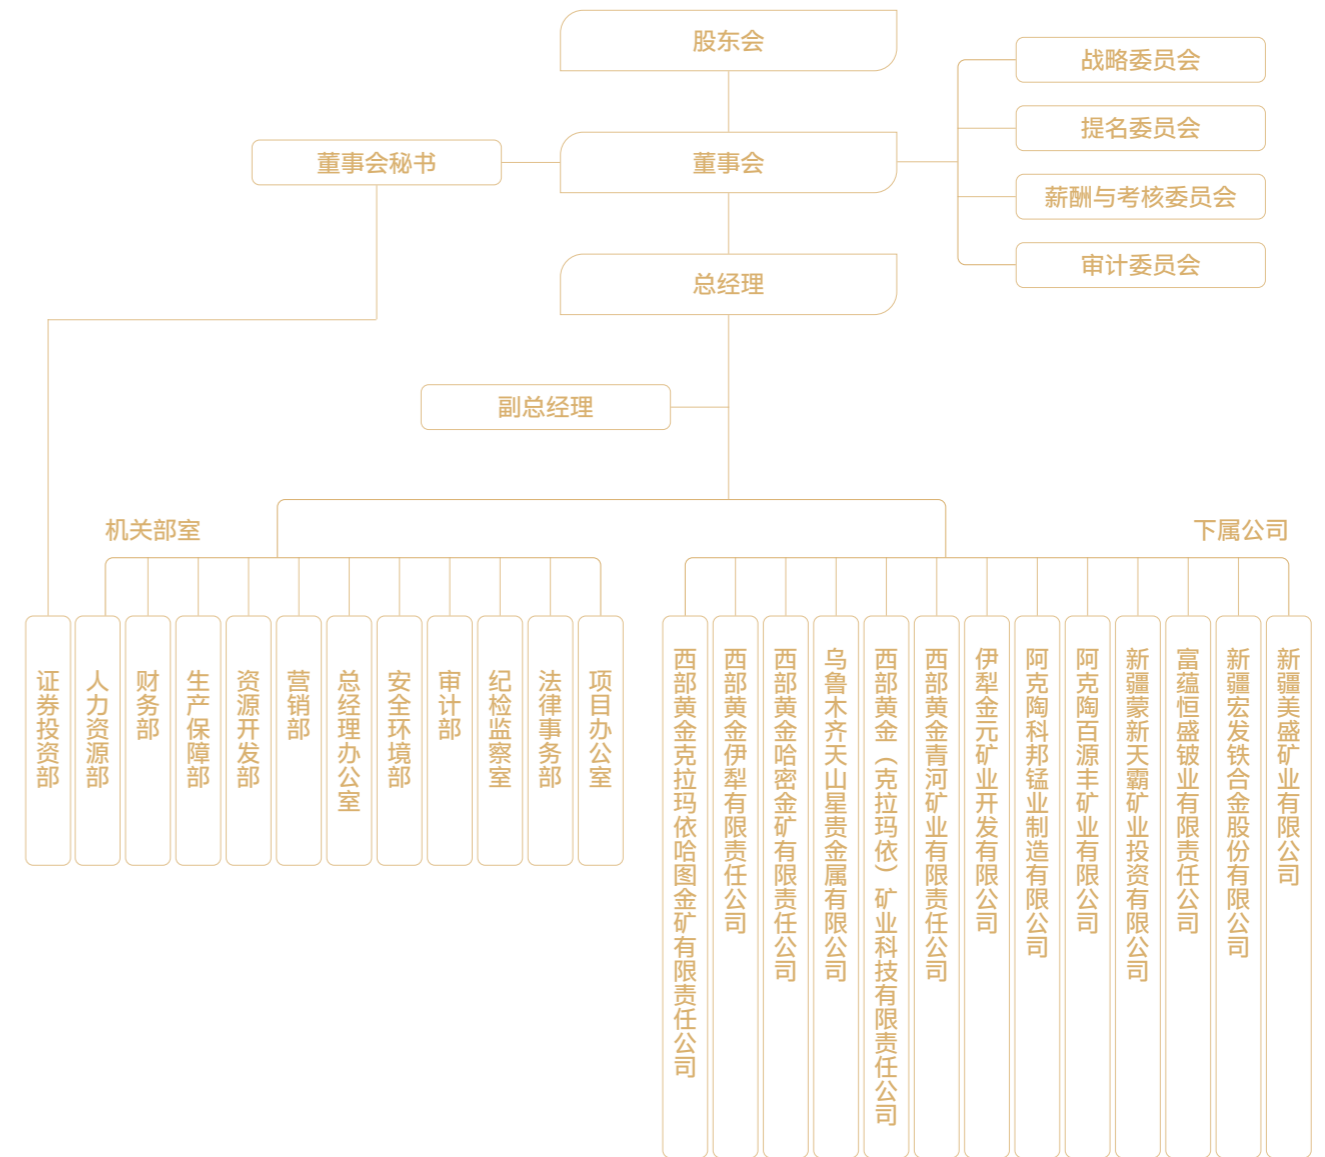 股东会
战略委员会
提名委员会
董事会秘书
董事会
薪酬与考核委员会
审计委员会
总经理
副总经理
机关部室
下属公司
证券投资部
人力资源部
财务部
生产保障部
资源开发部
营销部
总经理办公室
安全环境部
审计部
纪检监察室
法律事务部
项目办公室
西部黄金克拉玛依哈图金矿有限责任公司
西部黄金伊犁有限责任公司
西部黄金哈密金矿有限责任公司
乌鲁木齐天山星贵金属有限公司
西部黄金（克拉玛依）矿业科技有限责任公司
西部黄金青河矿业有限责任公司
伊犁金元矿业开发有限公司
阿克陶科邦锰业制造有限公司
阿克陶百源丰矿业有限公司
新疆蒙新天霸矿业投资有限公司
富蕴恒盛铍业有限责任公司
新疆宏发铁合金股份有限公司
新疆美盛矿业有限公司